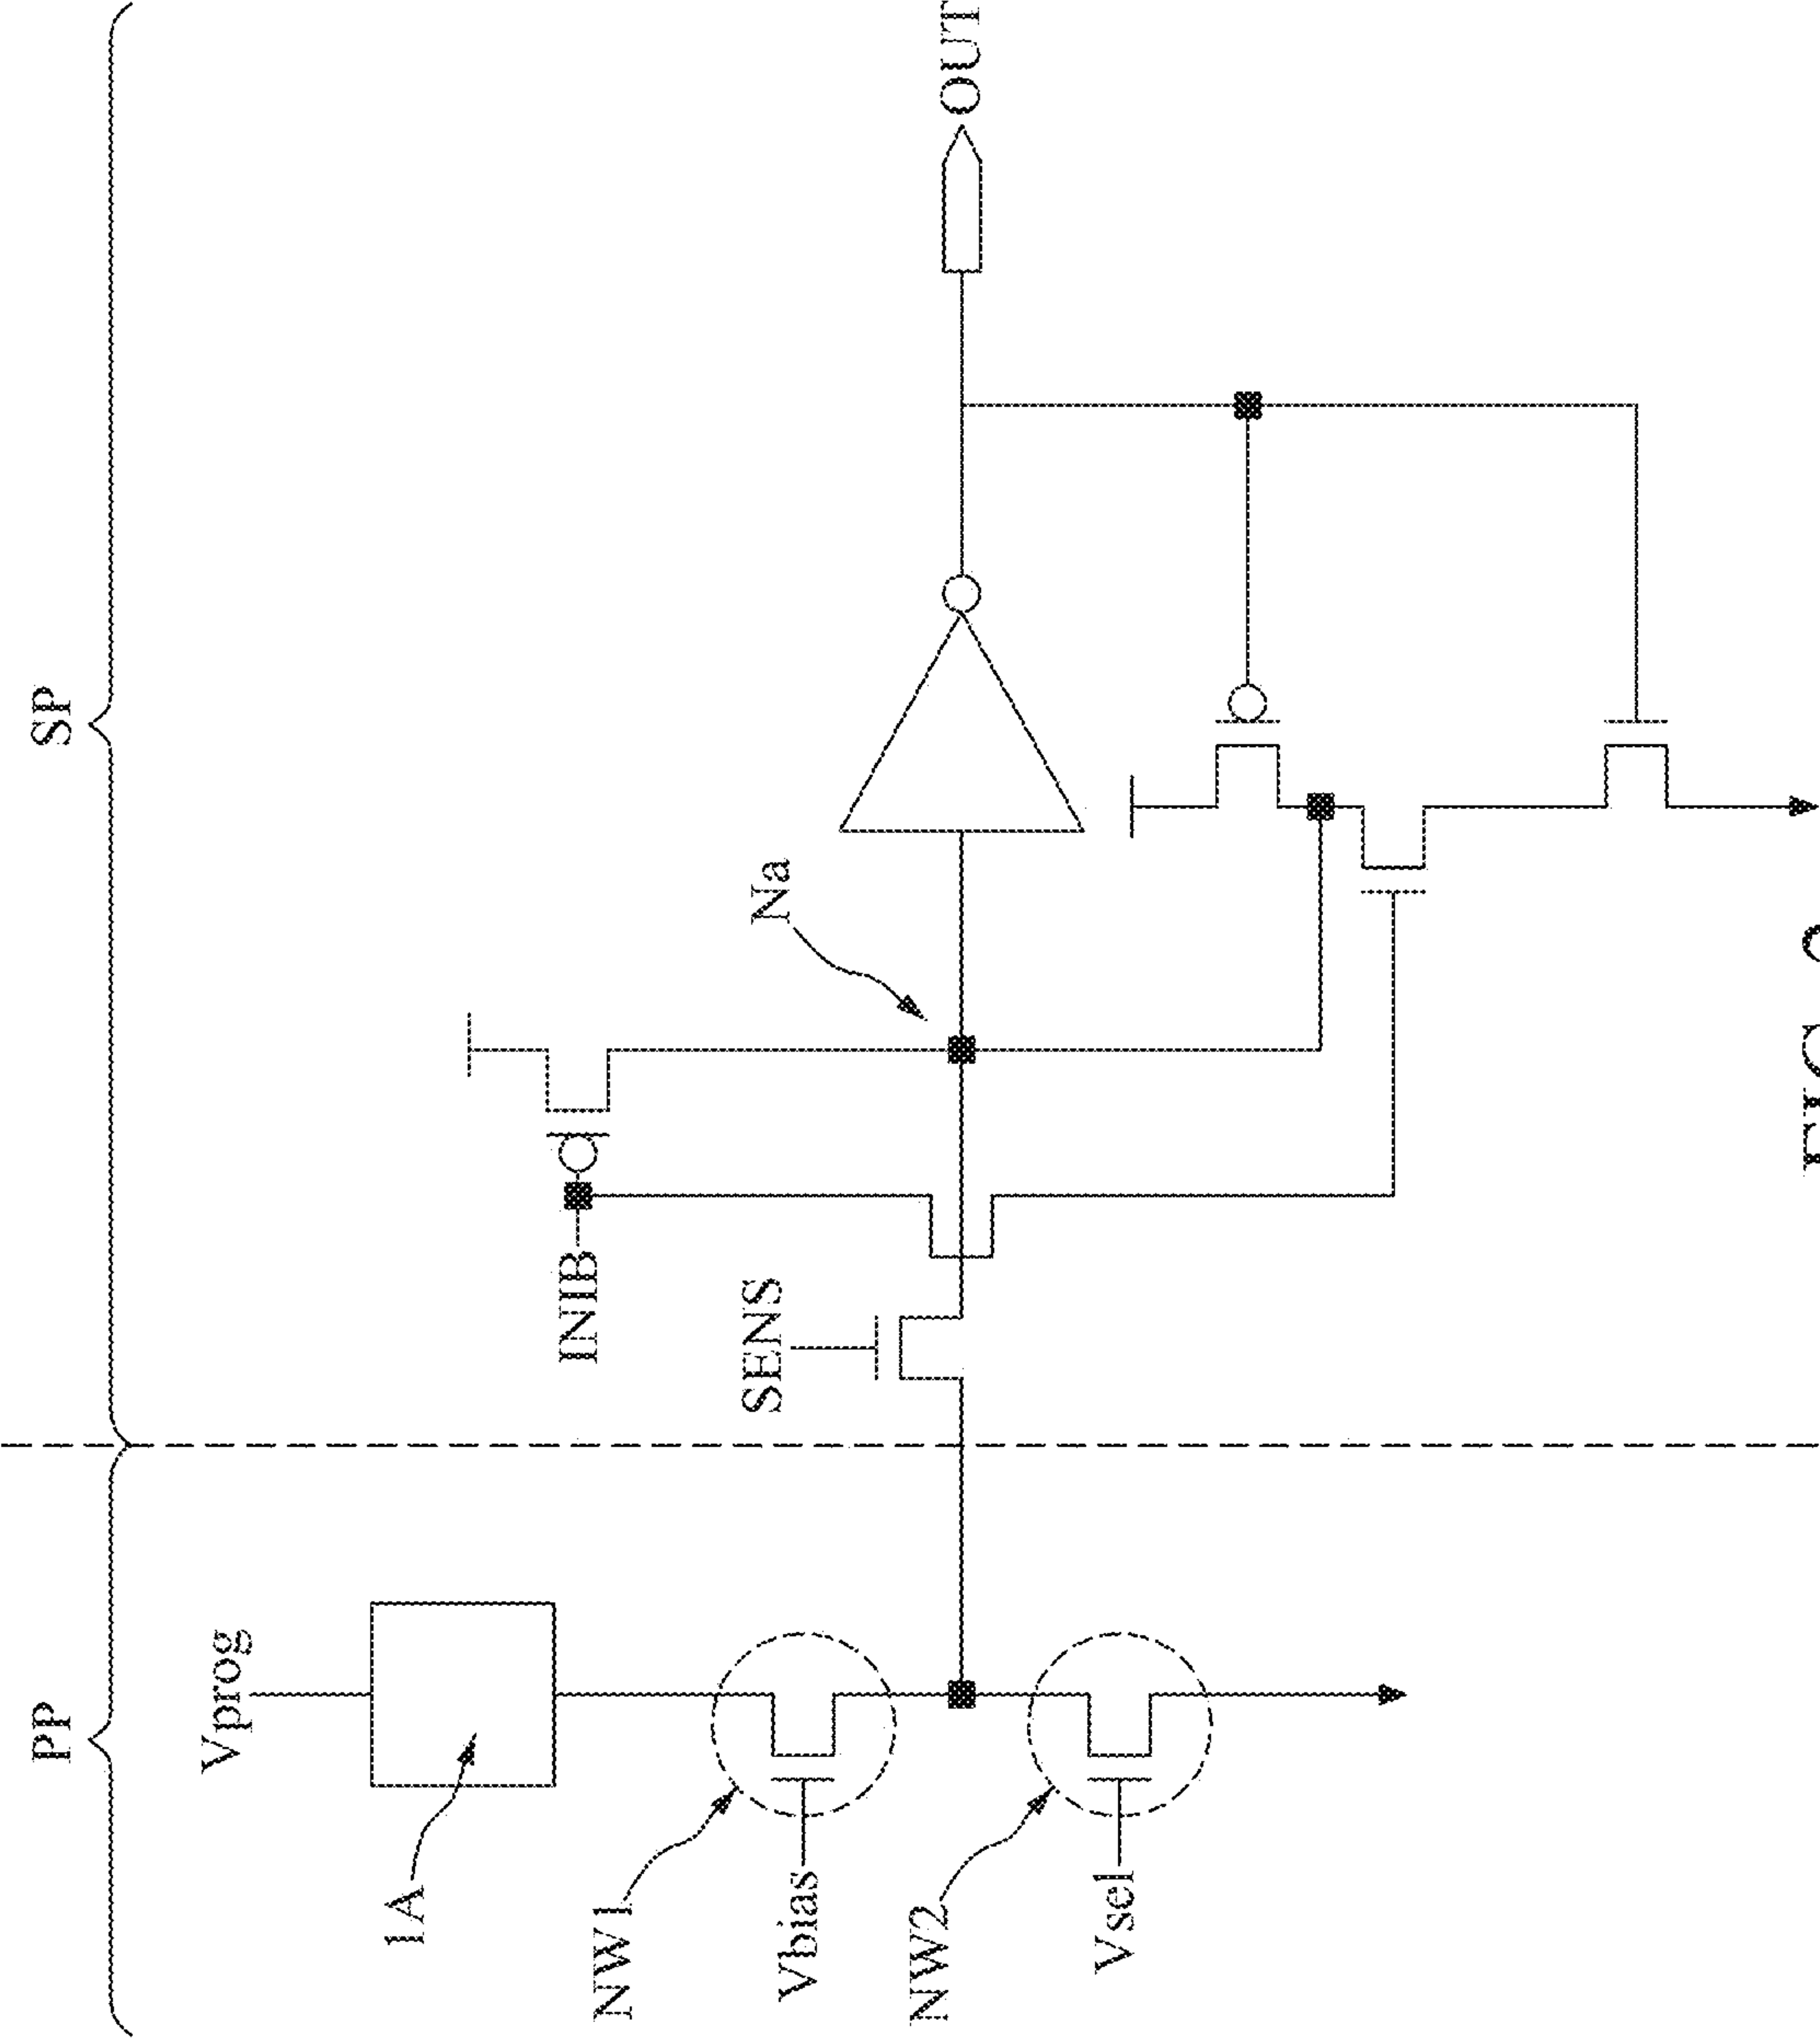 PP
SP
Vprog
1A
NW1
Vbias
NW2
Vsel
INIB
SENS
Na
OUT